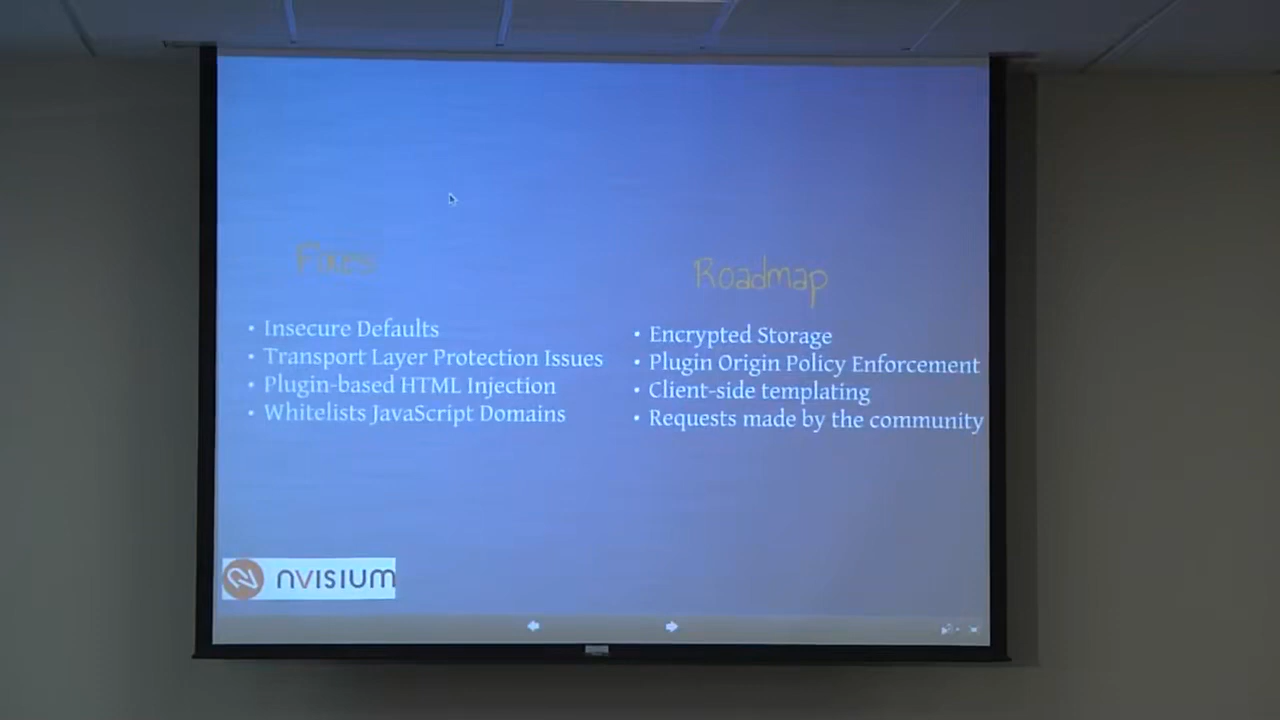 Fixes
• Insecure Defaults
• Transport Layer Protection Issues
• Plugin-based HTML Injection
• Whitelists JavaScript Domains
Roadmap
• Encrypted Storage
• Plugin Origin Policy Enforcement
• Client-side templating
• Requests made by the community
nVISIUM